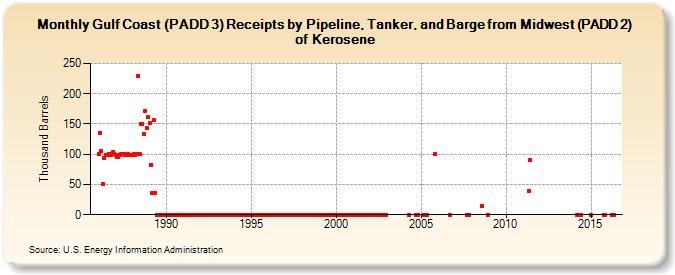 Monthly Gulf Coast (PADD 3) Receipts by Pipeline, Tanker, and Barge from Midwest (PADD 2)
of Kerosene
Thousand Barrels
250
200
150
100
50
0
1990 1995 2000 2005 2010 2015
Source: U.S. Energy Information Administration